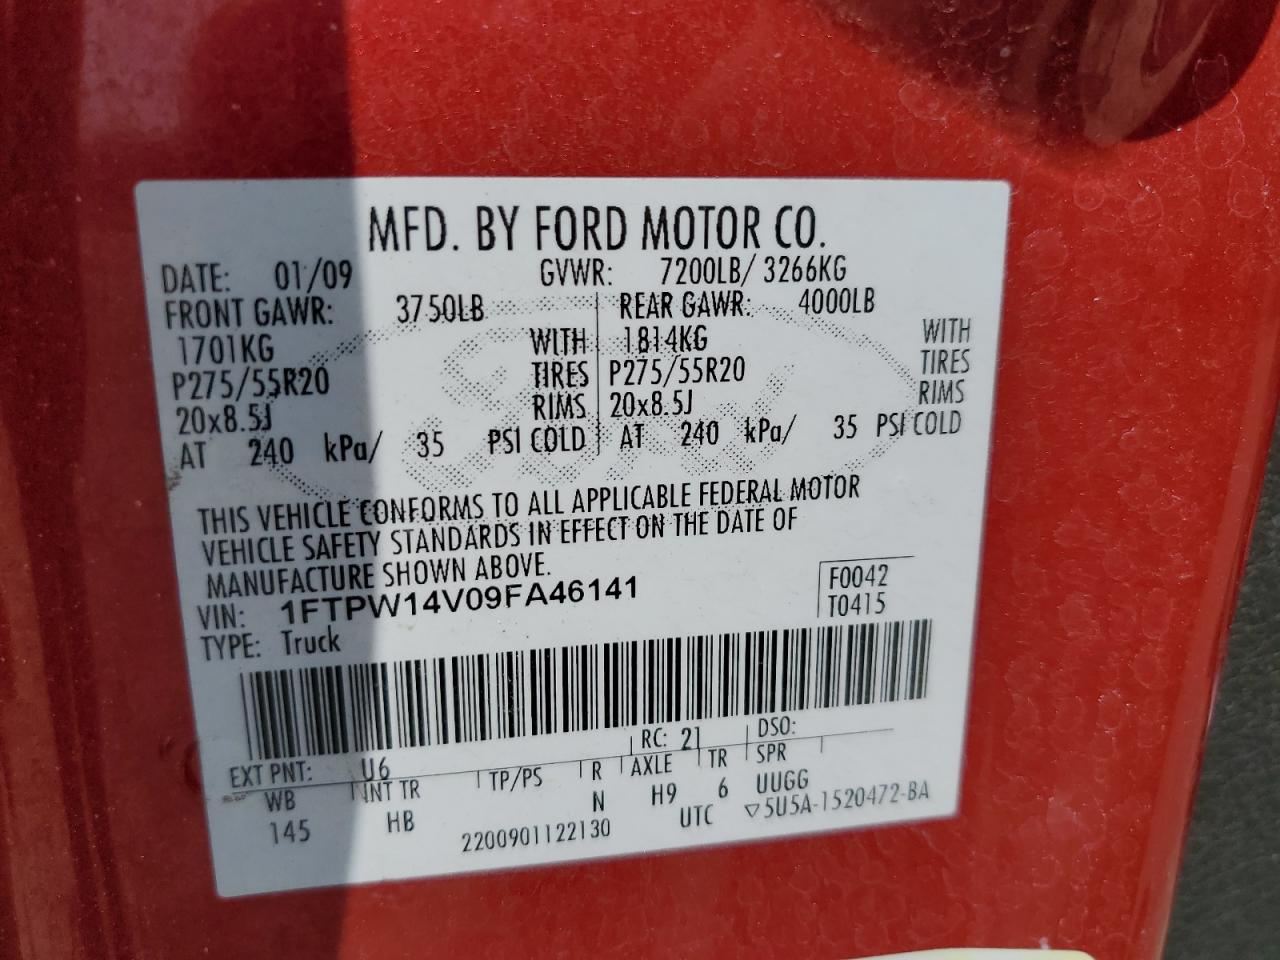 MFD. BY FORD MOTOR CO.
DATE: 01/09 GVWR: 7200LB/ 3266KG
FRONT GAWR: 3750LB REAR GAWR: 4000LB
1701KG WITH 1814KG WITH
P275/55R20 TIRES P275/55R20 TIRES
20x8.5J RIMS 20x8.5J RIMS
AT 240 kPa/ 35 PSI COLD AT 240 kPa/ 35 PSI COLD
THIS VEHICLE CONFORMS TO ALL APPLICABLE FEDERAL MOTOR
VEHICLE SAFETY STANDARDS IN EFFECT ON THE DATE OF
MANUFACTURE SHOWN ABOVE.
VIN: 1FTPW14V09FA46141 F0042
TYPE: Truck T0415
EXT PNT: U6 RC: 21 DSO:
WB INT TR TP/PS R AXLE TR SPR
145 HB N H9 6 UUGG
2200901122130 UTC ▽5U5A-1520472-BA